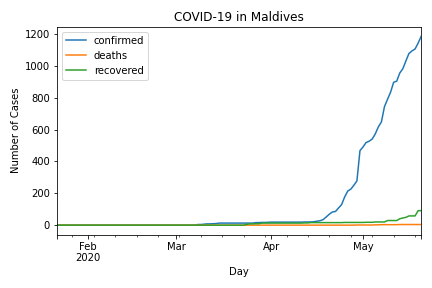 COVID-19 in Maldives
confirmed
deaths
recovered
Number of Cases
1200
1000
800
600
400
200
0
Feb
2020
Mar
Apr
May
Day